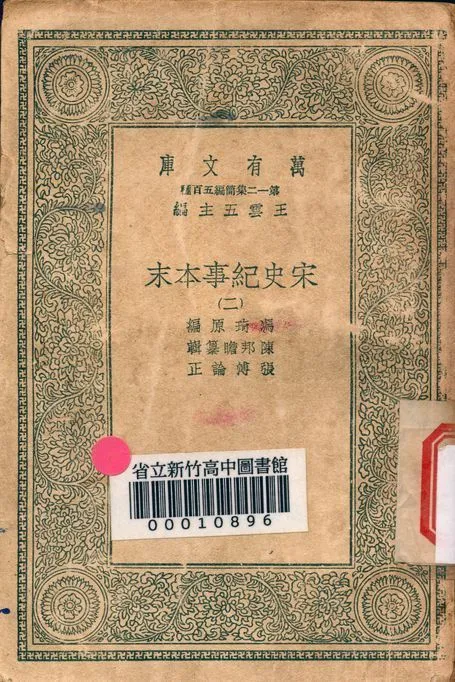 萬有文庫
第一二集簡編五百種
王雲五主編
宋史紀事本末
(二)
馮琦原編
陳邦瞻纂輯
張溥論正
省立新竹高中圖書館
00010896